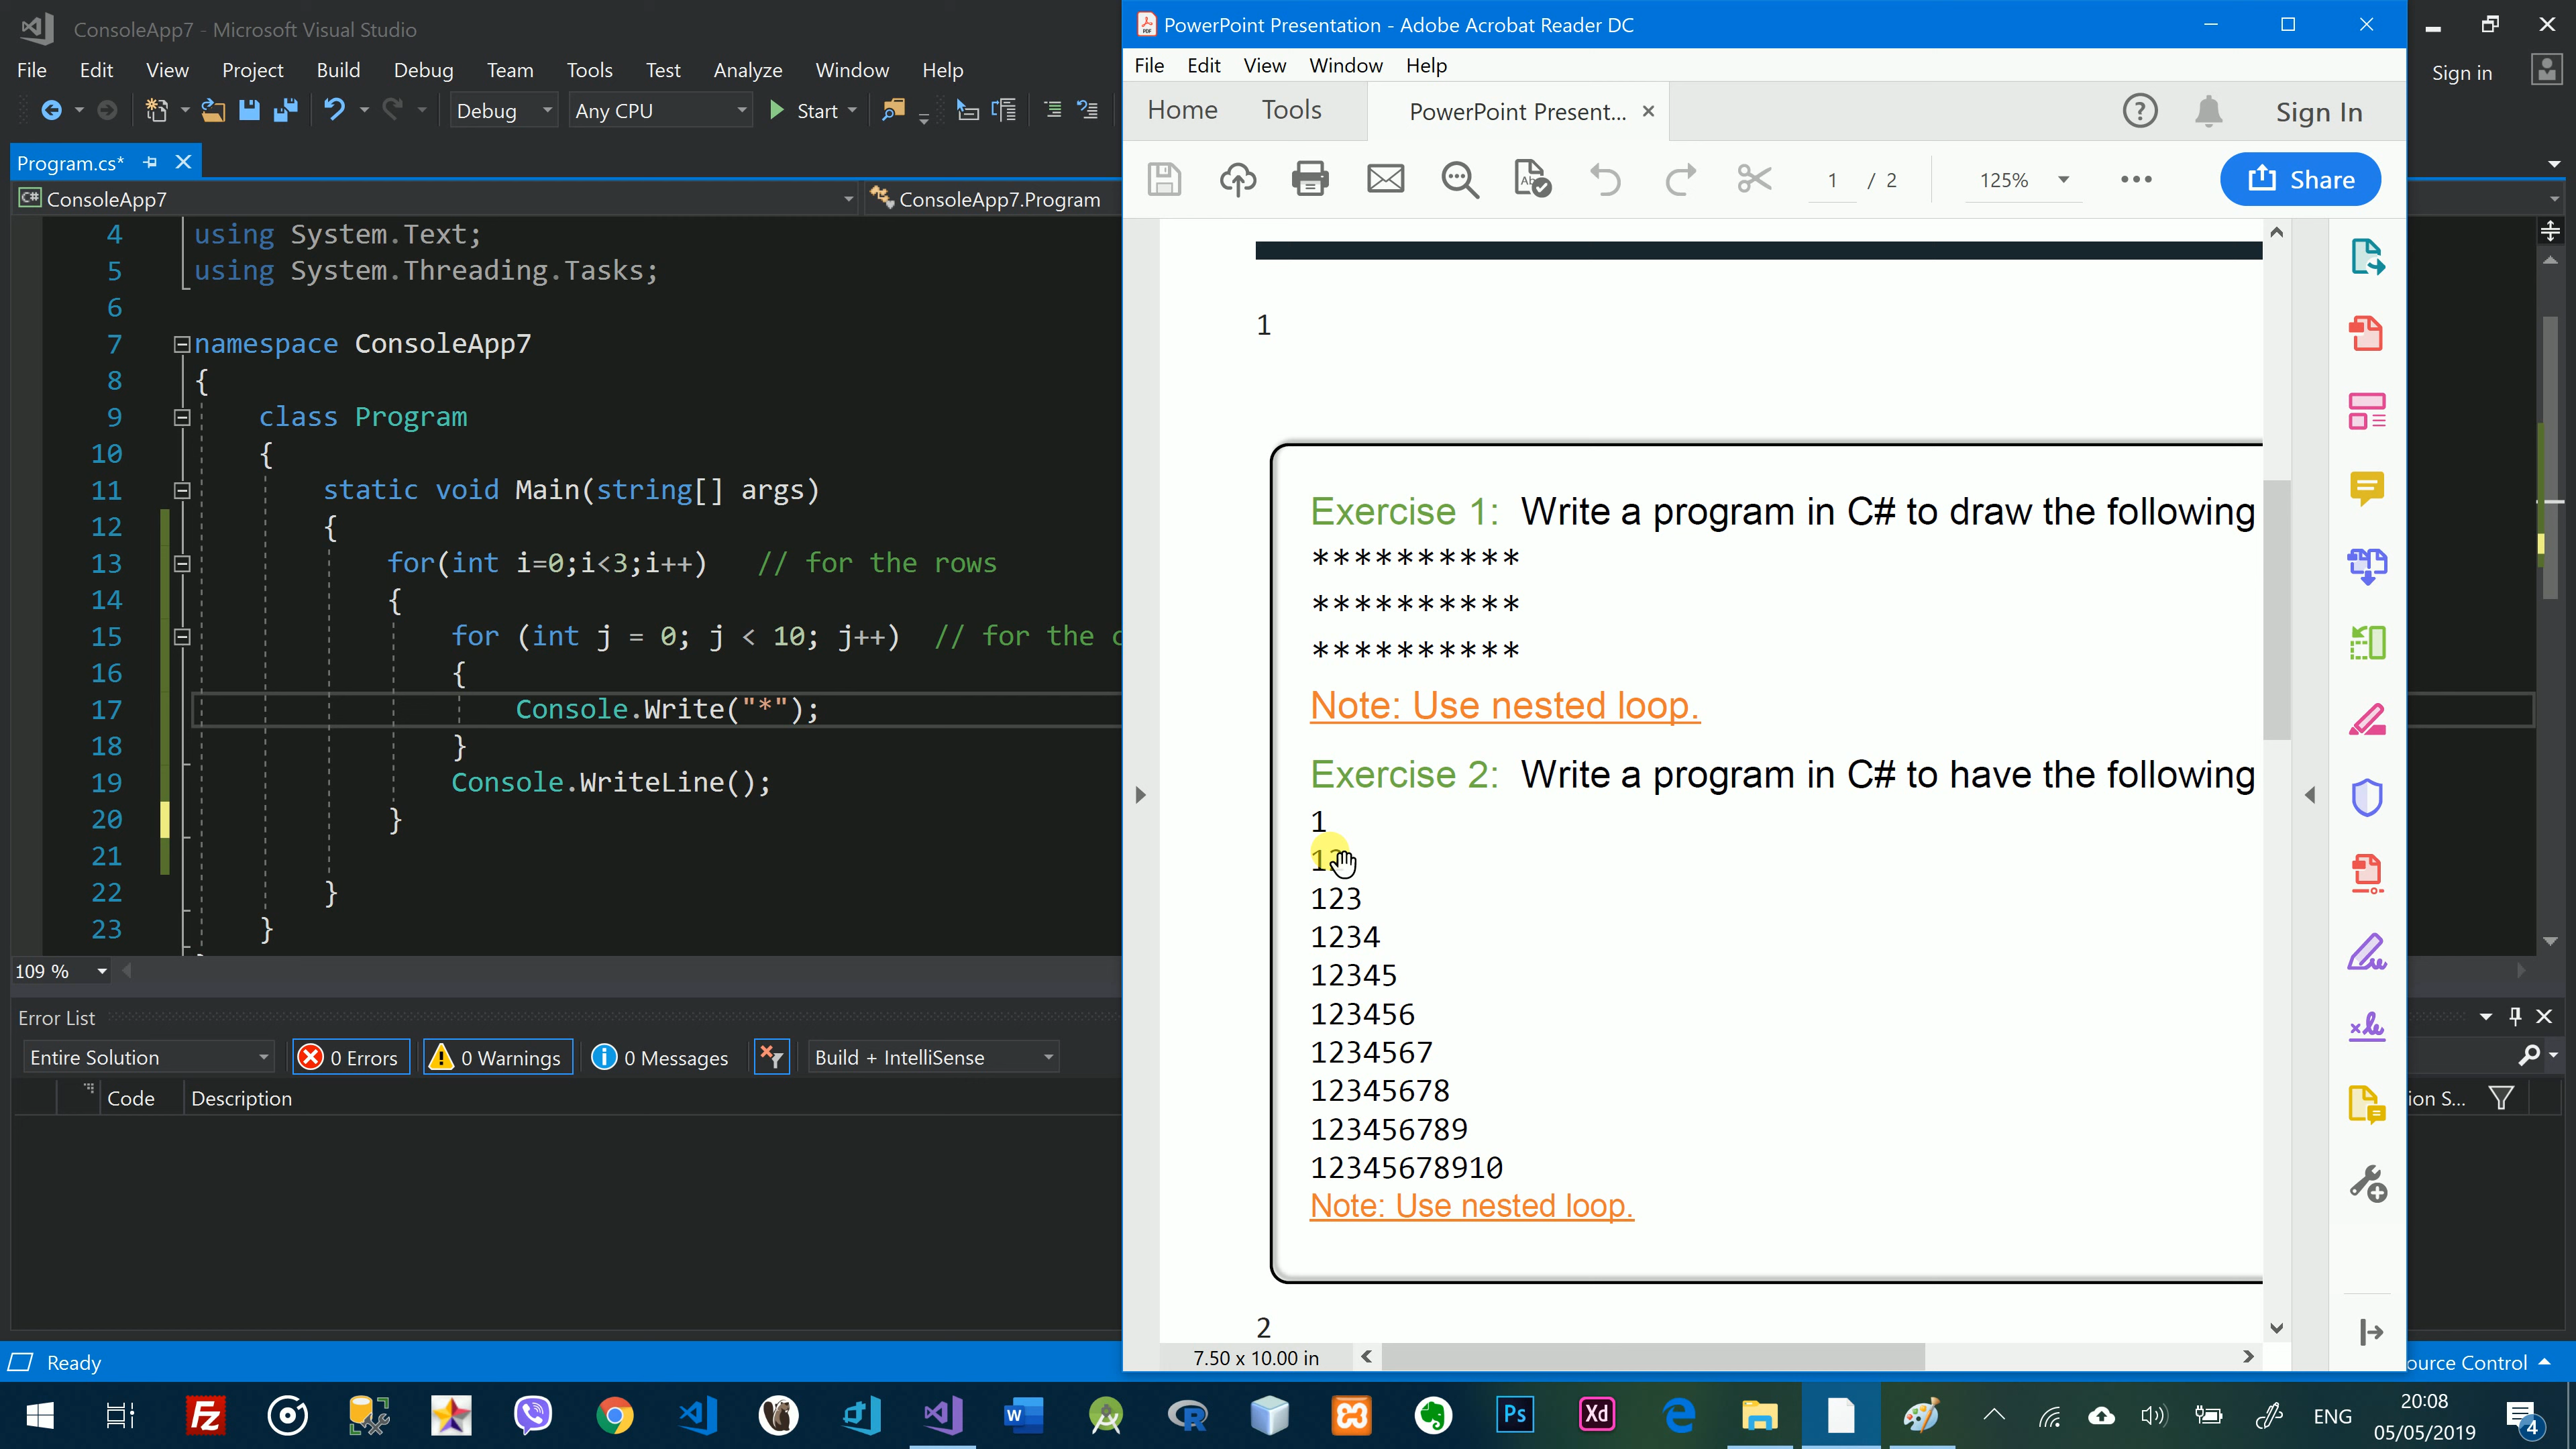 ConsoleApp7 - Microsoft Visual Studio
File Edit View Project Build Debug Team Tools Test Analyze Window Help
Debug Any CPU Start
Program.cs*
C# ConsoleApp7
ConsoleApp7.Program
4 using System.Text;
5 using System.Threading.Tasks;
6
7 namespace ConsoleApp7
8 {
9 class Program
10 {
11 static void Main(string[] args)
12 {
13 for(int i=0;i<3;i++) // for the rows
14 {
15 for (int j = 0; j < 10; j++) // for the
16 {
17 Console.Write("*");
18 }
19 Console.WriteLine();
20 }
21
22 }
23 }
109 %
Error List
Entire Solution 0 Errors 0 Warnings 0 Messages Build + IntelliSense
Code Description
Ready
PowerPoint Presentation - Adobe Acrobat Reader DC
File Edit View Window Help
Home Tools PowerPoint Present... Sign In
1 / 2 125% ••• Share
1
Exercise 1: Write a program in C# to draw the following
**********
**********
**********
Note: Use nested loop.
Exercise 2: Write a program in C# to have the following
1
12
123
1234
12345
123456
1234567
12345678
123456789
12345678910
Note: Use nested loop.
2
7.50 x 10.00 in
Sign in
ion S...
ource Control
Fz W R Ps Xd
ENG
20:08
05/05/2019
4